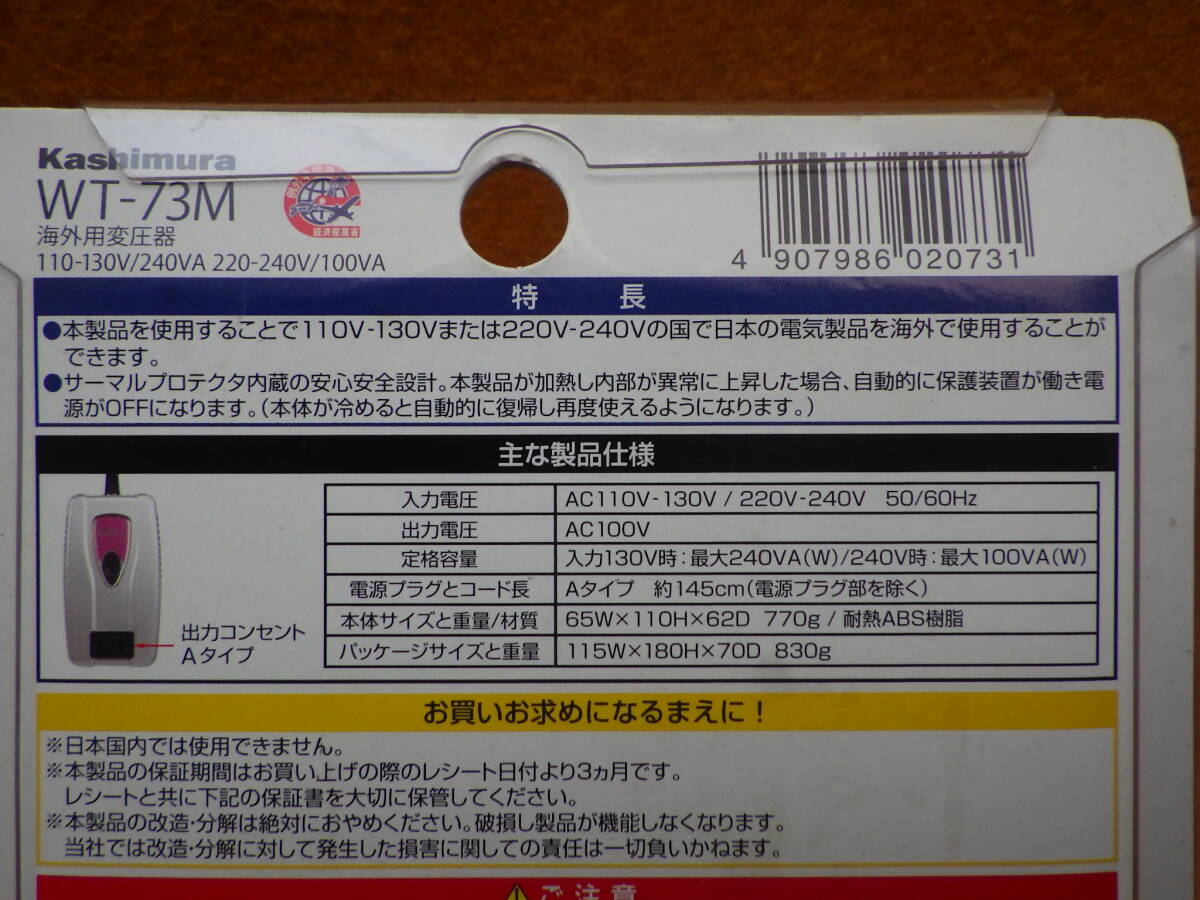 Kashimura
WT-73M
海外用変圧器
110-130V/240VA 220-240V/100VA
経済産業省
4 907986 020731
特 長
●本製品を使用することで110V-130Vまたは220V-240Vの国で日本の電気製品を海外で使用することが
できます。
●サーマルプロテクタ内蔵の安心安全設計。本製品が加熱し内部が異常に上昇した場合、自動的に保護装置が働き電
源がOFFになります。(本体が冷めると自動的に復帰し再度使えるようになります。)
主な製品仕様
入力電圧 AC110V-130V / 220V-240V 50/60Hz
出力電圧 AC100V
定格容量 入力130V時:最大240VA(W)/240V時:最大100VA(W)
電源プラグとコード長 Aタイプ 約145cm(電源プラグ部を除く)
本体サイズと重量/材質 65W×110H×62D 770g / 耐熱ABS樹脂
パッケージサイズと重量 115W×180H×70D 830g
出力コンセント
Aタイプ
お買いお求めになるまえに!
※日本国内では使用できません。
※本製品の保証期間はお買い上げの際のレシート日付より3ヵ月です。
レシートと共に下記の保証書を大切に保管してください。
※本製品の改造・分解は絶対におやめください。破損し製品が機能しなくなります。
当社では改造・分解に対して発生した損害に関しての責任は一切負いかねます。
ご注意